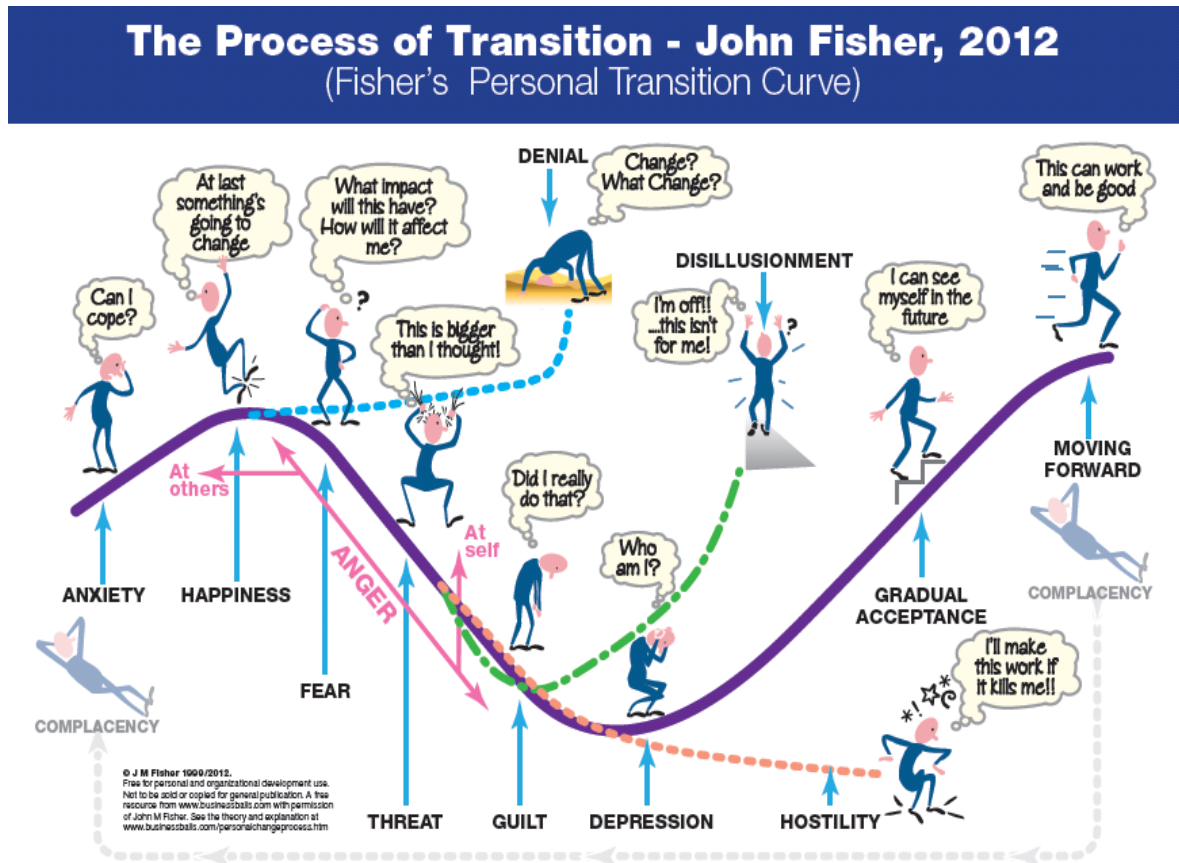 The Process of Transition - John Fisher, 2012
(Fisher's Personal Transition Curve)
Can I
cope?
At last
something's
going to
change
What impact
will this have?
How will it affect
me?
?
This is bigger
than I thought!
DENIAL
Change?
What Change?
DISILLUSIONMENT
I'm off!!
....this isn't
for me!
?
I can see
myself in the
future
This can work
and be good
At
others
ANGER
At
self
Did I really
do that?
Who
am I?
MOVING
FORWARD
ANXIETY
HAPPINESS
FEAR
THREAT
GUILT
DEPRESSION
HOSTILITY
GRADUAL
ACCEPTANCE
COMPLACENCY
I'll make
this work if
it kills me!!
COMPLACENCY
© J M Fisher 1999/2012.
Free for personal and organizational development use.
Not to be sold or copied for general publication. A free
resource from www.businessballs.com with permission
of John M Fisher. See the theory and explanation at
www.businessballs.com/personalchangeprocess.htm